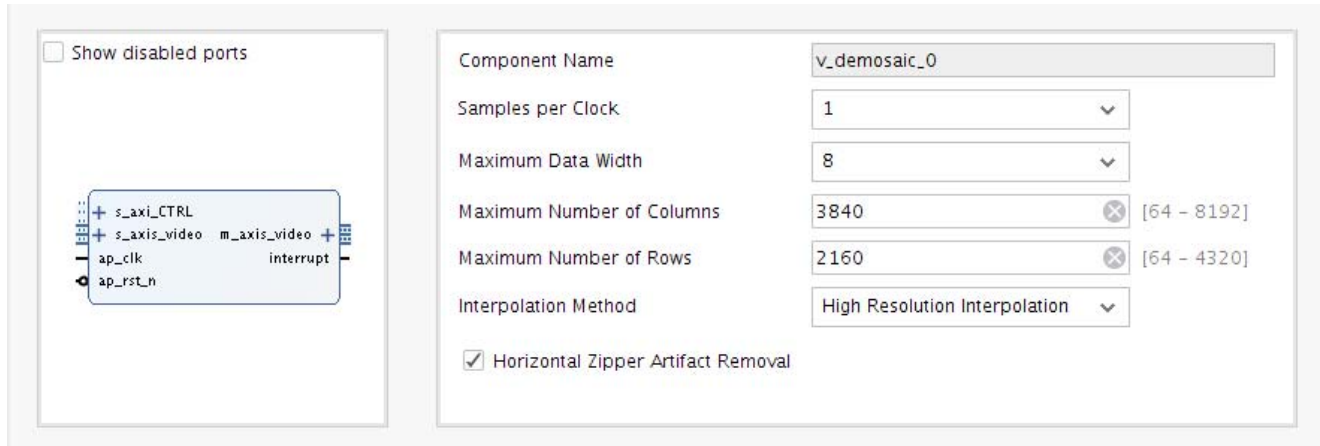 Show disabled ports
s_axi_CTRL
s_axis_video m_axis_video
ap_clk interrupt
ap_rst_n
Component Name v_demosaic_0
Samples per Clock 1
Maximum Data Width 8
Maximum Number of Columns 3840 [64 - 8192]
Maximum Number of Rows 2160 [64 - 4320]
Interpolation Method High Resolution Interpolation
Horizontal Zipper Artifact Removal